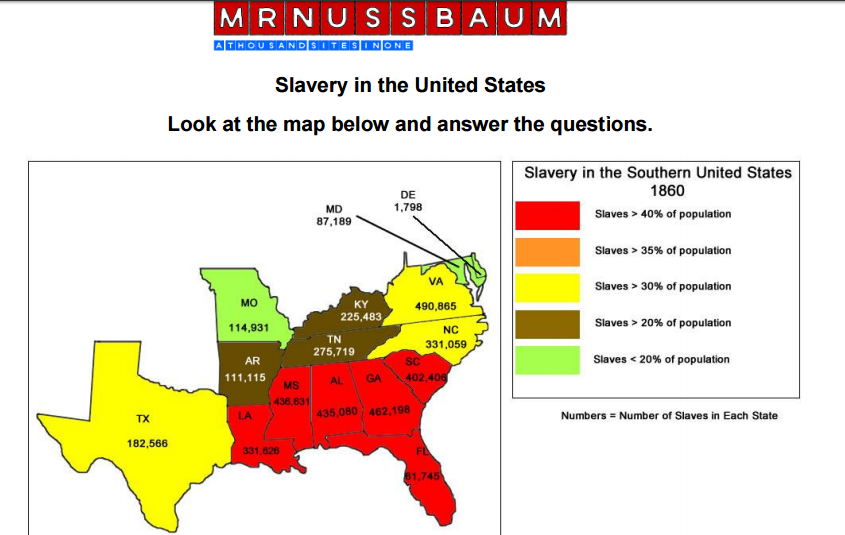 MRNUSSBAUM
A THOUSAND SITES IN ONE
Slavery in the United States
Look at the map below and answer the questions.
Slavery in the Southern United States
1860
Slaves > 40% of population
Slaves > 35% of population
Slaves > 30% of population
Slaves > 20% of population
Slaves < 20% of population
Numbers = Number of Slaves in Each State
DE
1,798
MD
87,189
VA
490,865
MO
114,931
KY
225,483
NC
331,059
TN
275,719
AR
111,115
SC
402,406
MS
436,631
AL
435,080
GA
462,198
TX
182,566
LA
331,626
FL
61,745